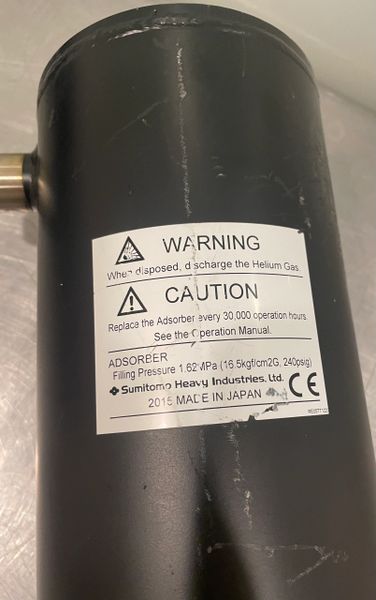 WARNING
When disposed, discharge the Helium Gas.
CAUTION
Replace the Adsorber every 30,000 operation hours.
See the Operation Manual.
ADSORBER
Filling Pressure 1.62MPa (16.5kgf/cm2G, 240psig)
Sumitomo Heavy Industries, Ltd. CE
2015 MADE IN JAPAN